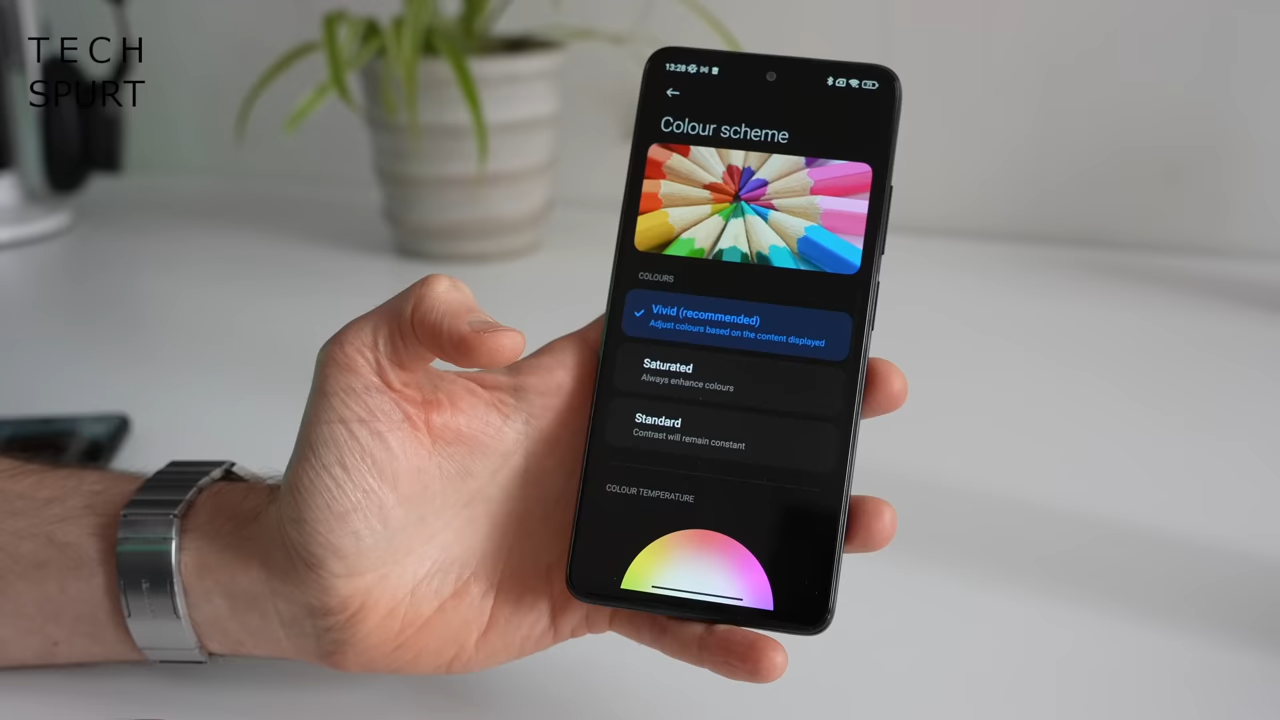 TECH
SPURT
13:28
Colour scheme
COLOURS
Vivid (recommended)
Adjust colours based on the content displayed
Saturated
Always enhance colours
Standard
Contrast will remain constant
COLOUR TEMPERATURE